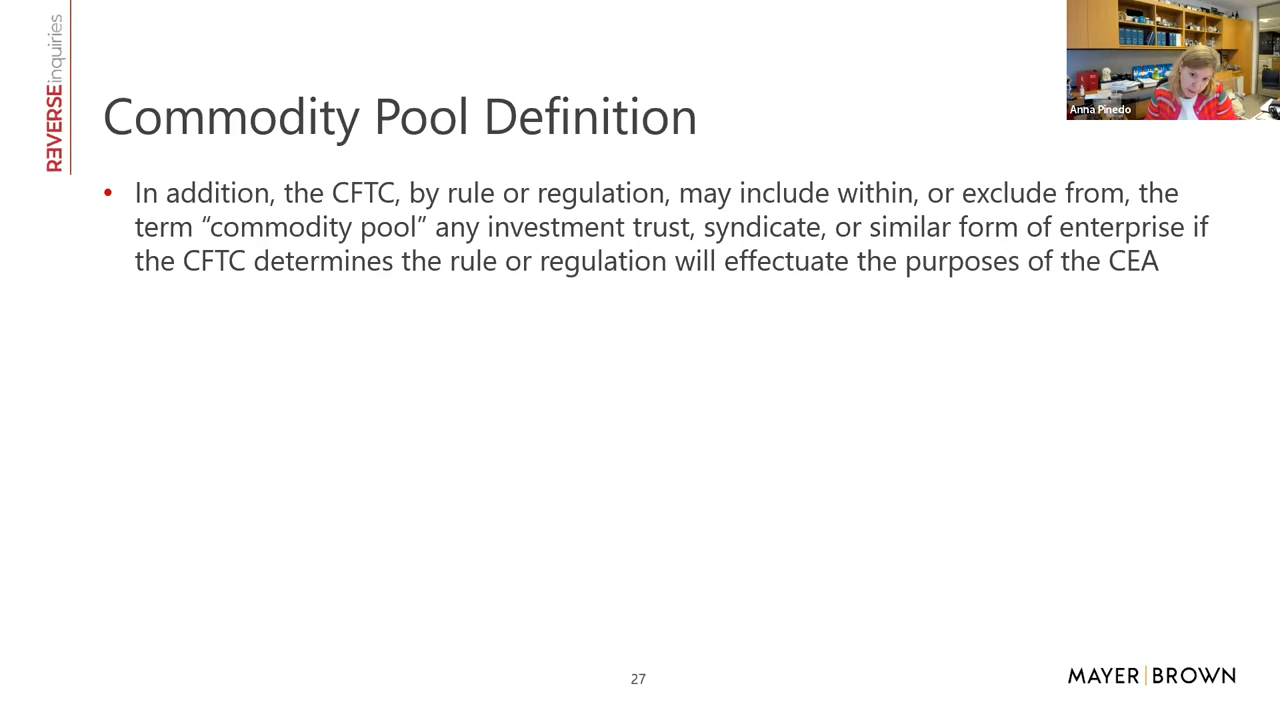 REVERSEinquiries
Anna Pinedo
Commodity Pool Definition
• In addition, the CFTC, by rule or regulation, may include within, or exclude from, the
term “commodity pool” any investment trust, syndicate, or similar form of enterprise if
the CFTC determines the rule or regulation will effectuate the purposes of the CEA
27
MAYER|BROWN